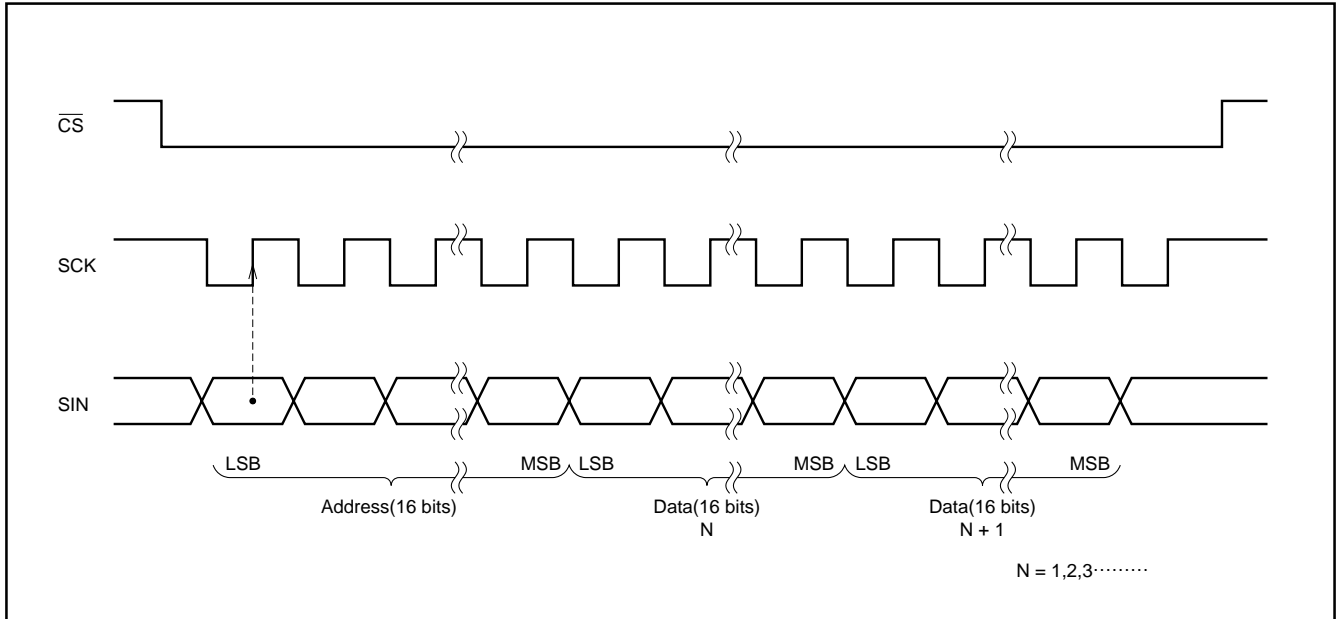 CS
SCK
SIN
LSB MSB LSB MSB LSB MSB
Address(16 bits) Data(16 bits) Data(16 bits)
N N + 1
N = 1,2,3·········